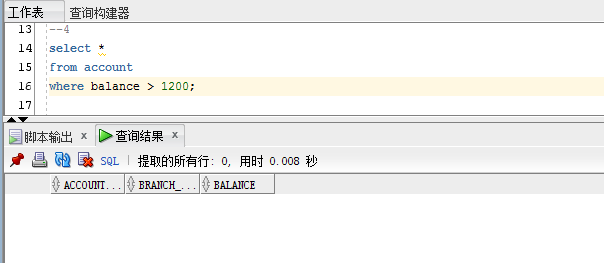 工作表 查询构建器
13 --4
14 select *
15 from account
16 where balance > 1200;
17
脚本输出 x 查询结果 x
SQL | 提取的所有行: 0, 用时 0.008 秒
ACCOUNT... BRANCH_... BALANCE